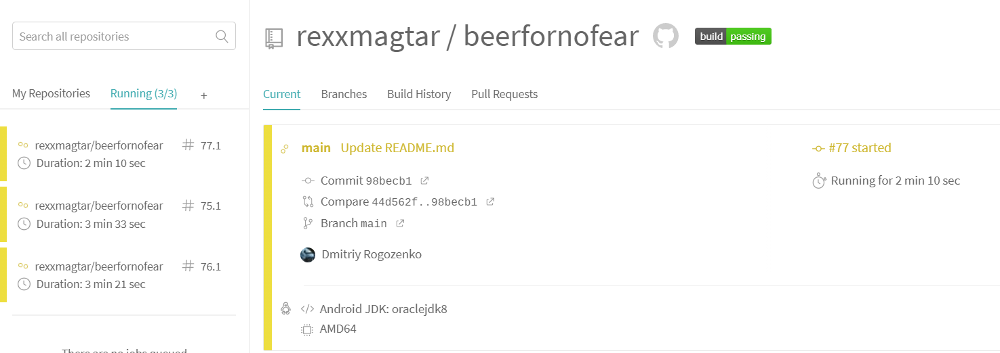 Search all repositories
My Repositories
Running (3/3)
+
rexxmagtar/beerfornofear
# 77.1
Duration: 2 min 10 sec
rexxmagtar/beerfornofear
# 75.1
Duration: 3 min 33 sec
rexxmagtar/beerfornofear
# 76.1
Duration: 3 min 21 sec
There are no jobs queued
rexxmagtar / beerfornofear
build passing
Current
Branches
Build History
Pull Requests
main Update README.md
#77 started
Commit 98becb1
Running for 2 min 10 sec
Compare 44d562f..98becb1
Branch main
Dmitriy Rogozenko
</> Android JDK: oraclejdk8
AMD64